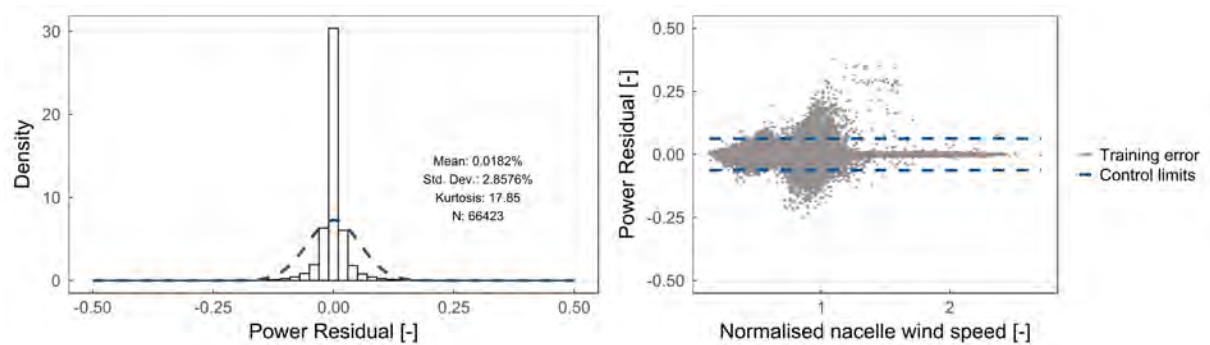 30
20
10
0
Density
Mean: 0.0182%
Std. Dev.: 2.8576%
Kurtosis: 17.85
N: 66423
-0.50
-0.25
0.00
0.25
0.50
Power Residual [-]
0.50
0.25
0.00
-0.25
-0.50
Power Residual [-]
1
2
Normalised nacelle wind speed [-]
Training error
Control limits